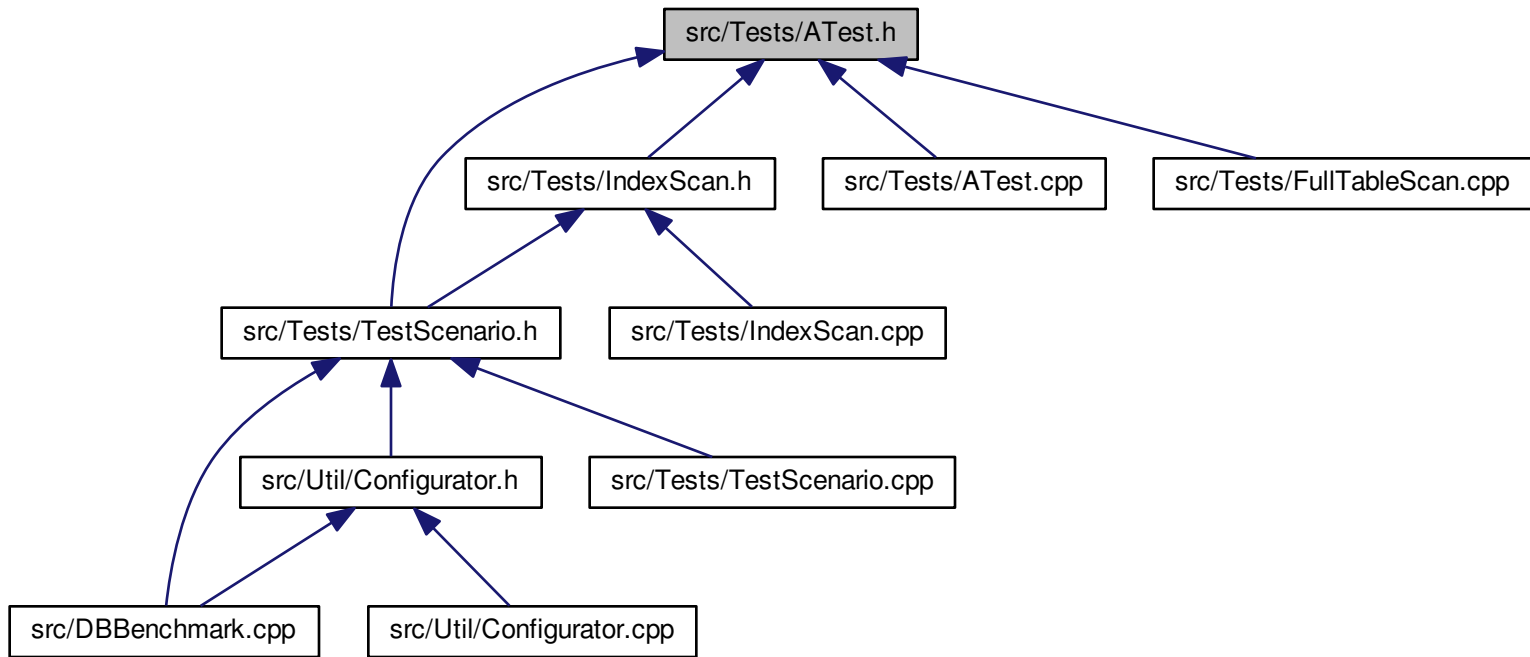 src/Tests/ATest.h
src/Tests/IndexScan.h
src/Tests/ATest.cpp
src/Tests/FullTableScan.cpp
src/Tests/TestScenario.h
src/Tests/IndexScan.cpp
src/Util/Configurator.h
src/Tests/TestScenario.cpp
src/DBBenchmark.cpp
src/Util/Configurator.cpp